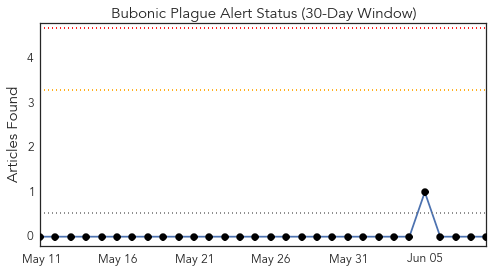 Bubonic Plague Alert Status (30-Day Window)
Articles Found
4
3
2
1
0
May 11 May 16 May 21 May 26 May 31 Jun 05